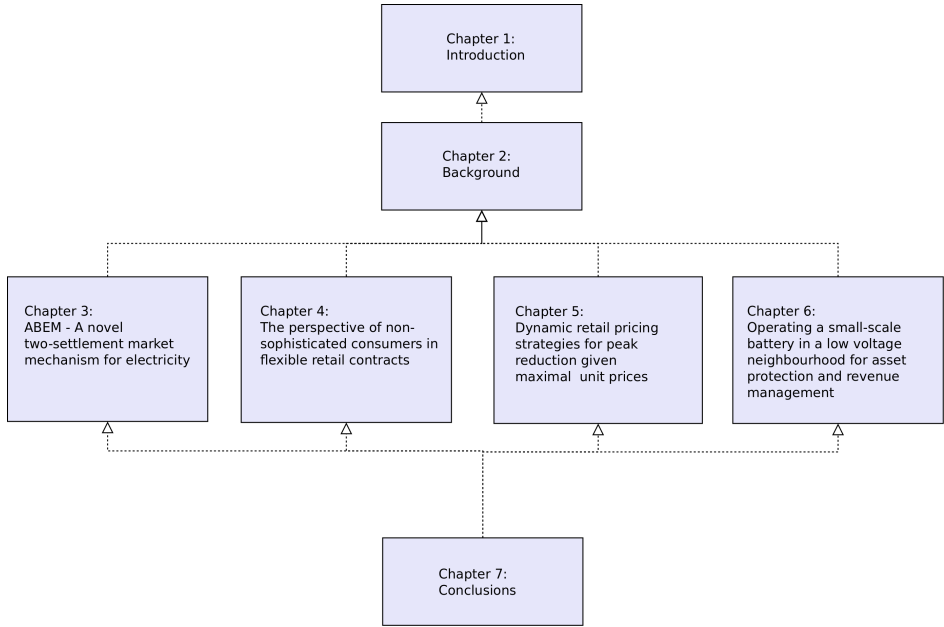 Chapter 1:
Introduction
Chapter 2:
Background
Chapter 3:
ABEM - A novel
two-settlement market
mechanism for electricity
Chapter 4:
The perspective of non-
sophisticated consumers in
flexible retail contracts
Chapter 5:
Dynamic retail pricing
strategies for peak
reduction given
maximal  unit prices
Chapter 6:
Operating a small-scale
battery in a low voltage
neighbourhood for asset
protection and revenue
management
Chapter 7:
Conclusions